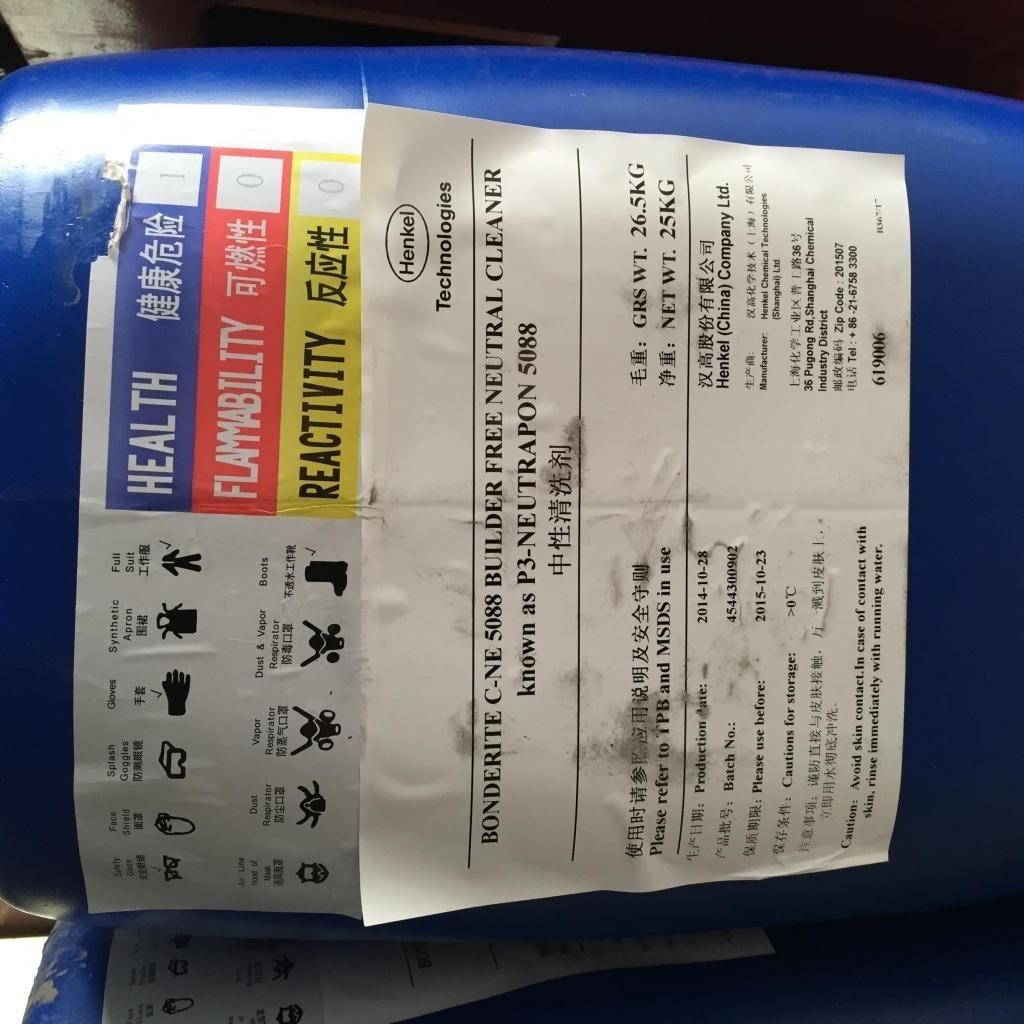 HEALTH 健康危险 1
FLAMMABILITY 可燃性 0
REACTIVITY 反应性 0
Safety
Glass
安全眼镜
✓
Face
Shield
面罩
Splash
Goggles
防溅眼镜
Gloves
手套
✓
Synthetic
Apron
围裙
Full
Suit
工作服
✓
Air Line
Hood of
Mask
通风面罩
Dust
Respirator
防尘口罩
Vapor
Respirator
防蒸气口罩
Dust & Vapor
Respirator
防毒口罩
Boots
不透水工作靴
✓
Henkel
Technologies
BONDERITE C-NE 5088 BUILDER FREE NEUTRAL CLEANER
known as P3-NEUTRAPON 5088
中性清洗剂
使用时请参照应用说明及安全守则
Please refer to TPB and MSDS in use
毛重: GRS WT. 26.5KG
净重: NET WT. 25KG
生产日期: Production date: 2014-10-28
产品批号: Batch No.: 4544300902
保质期限: Please use before: 2015-10-23
保存条件: Cautions for storage: >0℃
注意事项: 谨防直接与皮肤接触, 万 溅到皮肤上,
立即用水彻底冲洗.
Caution: Avoid skin contact.In case of contact with
skin, rinse immediately with running water.
汉高股份有限公司
Henkel (China) Company Ltd.
生产商: 汉高化学技术(上海)有限公司
Manufacturer: Henkel Chemical Technologies
(Shanghai) Ltd.
上海化学工业区普工路36号
36 Pugong Rd,Shanghai Chemical
Industry District
邮政编码 Zip Code : 201507
电话 Tel : + 86 -21-6758 3300
619006